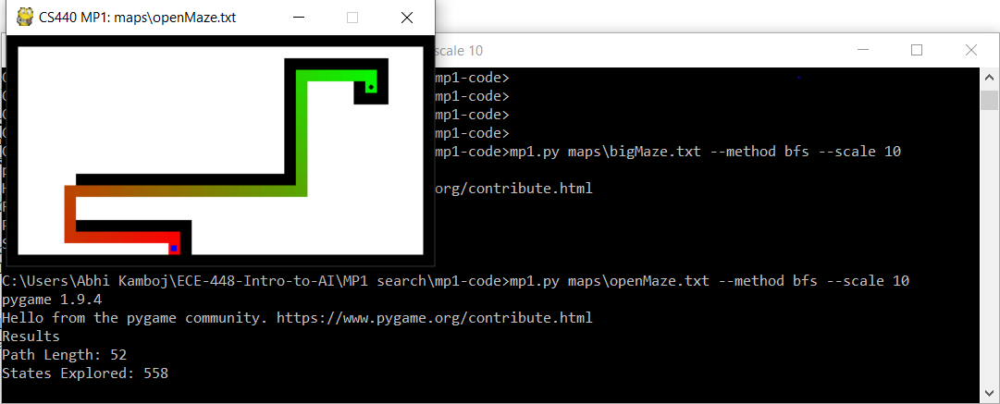 CS440 MP1: maps\openMaze.txt
scale 10
mp1-code>
mp1-code>
mp1-code>
mp1-code>
mp1-code>mp1.py maps\bigMaze.txt --method bfs --scale 10
org/contribute.html
C:\Users\Abhi Kamboj\ECE-448-Intro-to-AI\MP1 search\mp1-code>mp1.py maps\openMaze.txt --method bfs --scale 10
pygame 1.9.4
Hello from the pygame community. https://www.pygame.org/contribute.html
Results
Path Length: 52
States Explored: 558